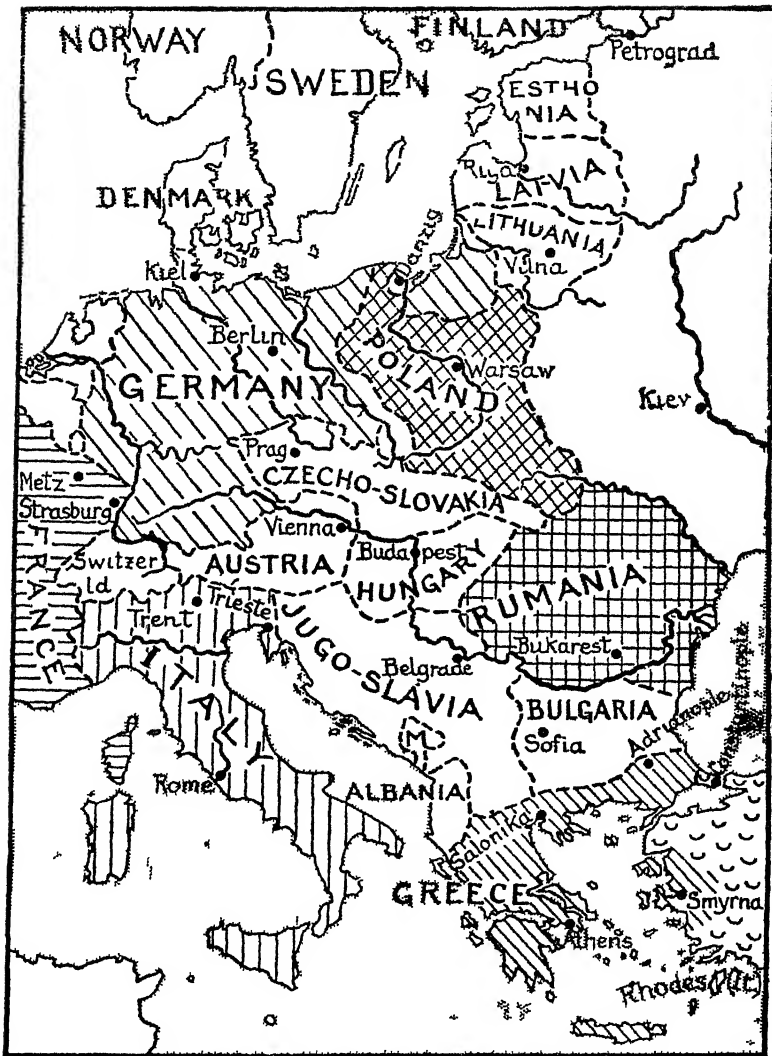 NORWAY
FINLAND
Petrograd
SWEDEN
ESTHO
NIA
Riga
LATVIA
DENMARK
LITHUANIA
Danzig
Vilna
Kiel
Berlin
POLAND
Warsaw
GERMANY
Kiev
Prag
Metz
CZECHO-SLOVAKIA
Strasburg
FRANCE
Vienna
Switzer
ld
AUSTRIA
Budapest
HUNGARY
RUMANIA
Trent
Trieste
JUGO-SLAVIA
ITALY
Belgrade
Bukarest
BULGARIA
Sofia
Adrianople
Constantinople
M
Rome
ALBANIA
Salonika
GREECE
Smyrna
Athens
Rhodes (It.)